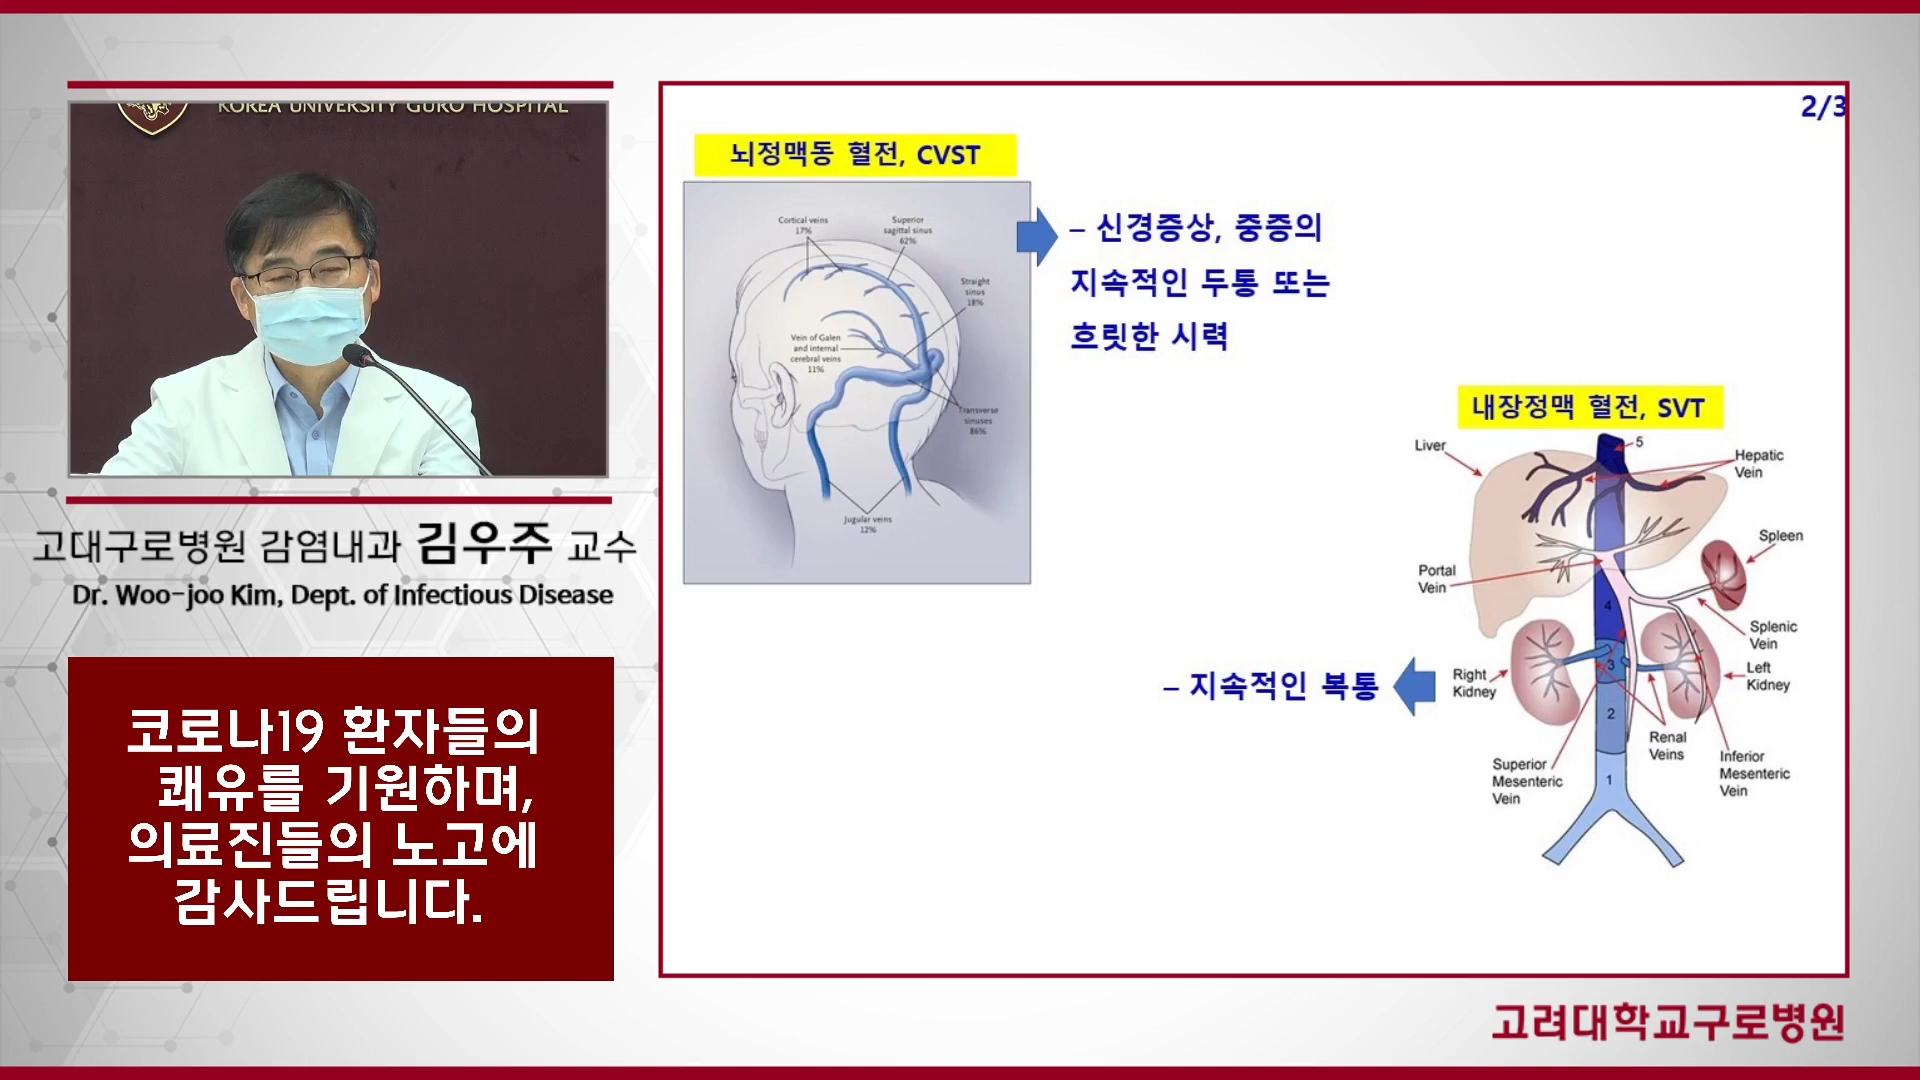 KOREA UNIVERSITY GURO HOSPITAL
고대구로병원 감염내과 김우주 교수
Dr. Woo-joo Kim, Dept. of Infectious Disease
코로나19 환자들의
쾌유를 기원하며,
의료진들의 노고에
감사드립니다.
2/3
뇌정맥동 혈전, CVST
Cortical veins
17%
Superior
sagittal sinus
62%
Straight
sinus
18%
Vein of Galen
and internal
cerebral veins
11%
Transverse
sinuses
86%
Jugular veins
12%
– 신경증상, 중증의
지속적인 두통 또는
흐릿한 시력
내장정맥 혈전, SVT
Liver
5
Hepatic
Vein
Spleen
Portal
Vein
4
Splenic
Vein
3
Right
Kidney
Left
Kidney
2
Renal
Veins
Superior
Mesenteric
Vein
1
Inferior
Mesenteric
Vein
– 지속적인 복통
고려대학교구로병원